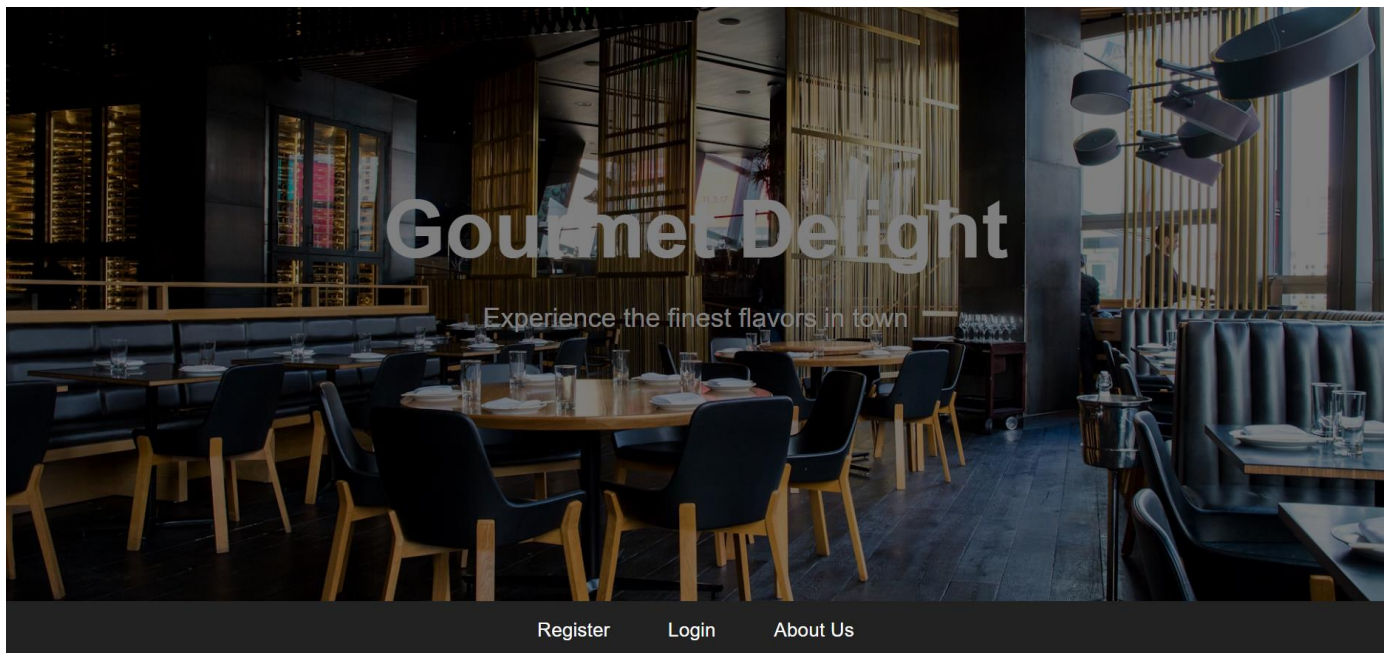 Gourmet Delight
Experience the finest flavors in town
Register Login About Us